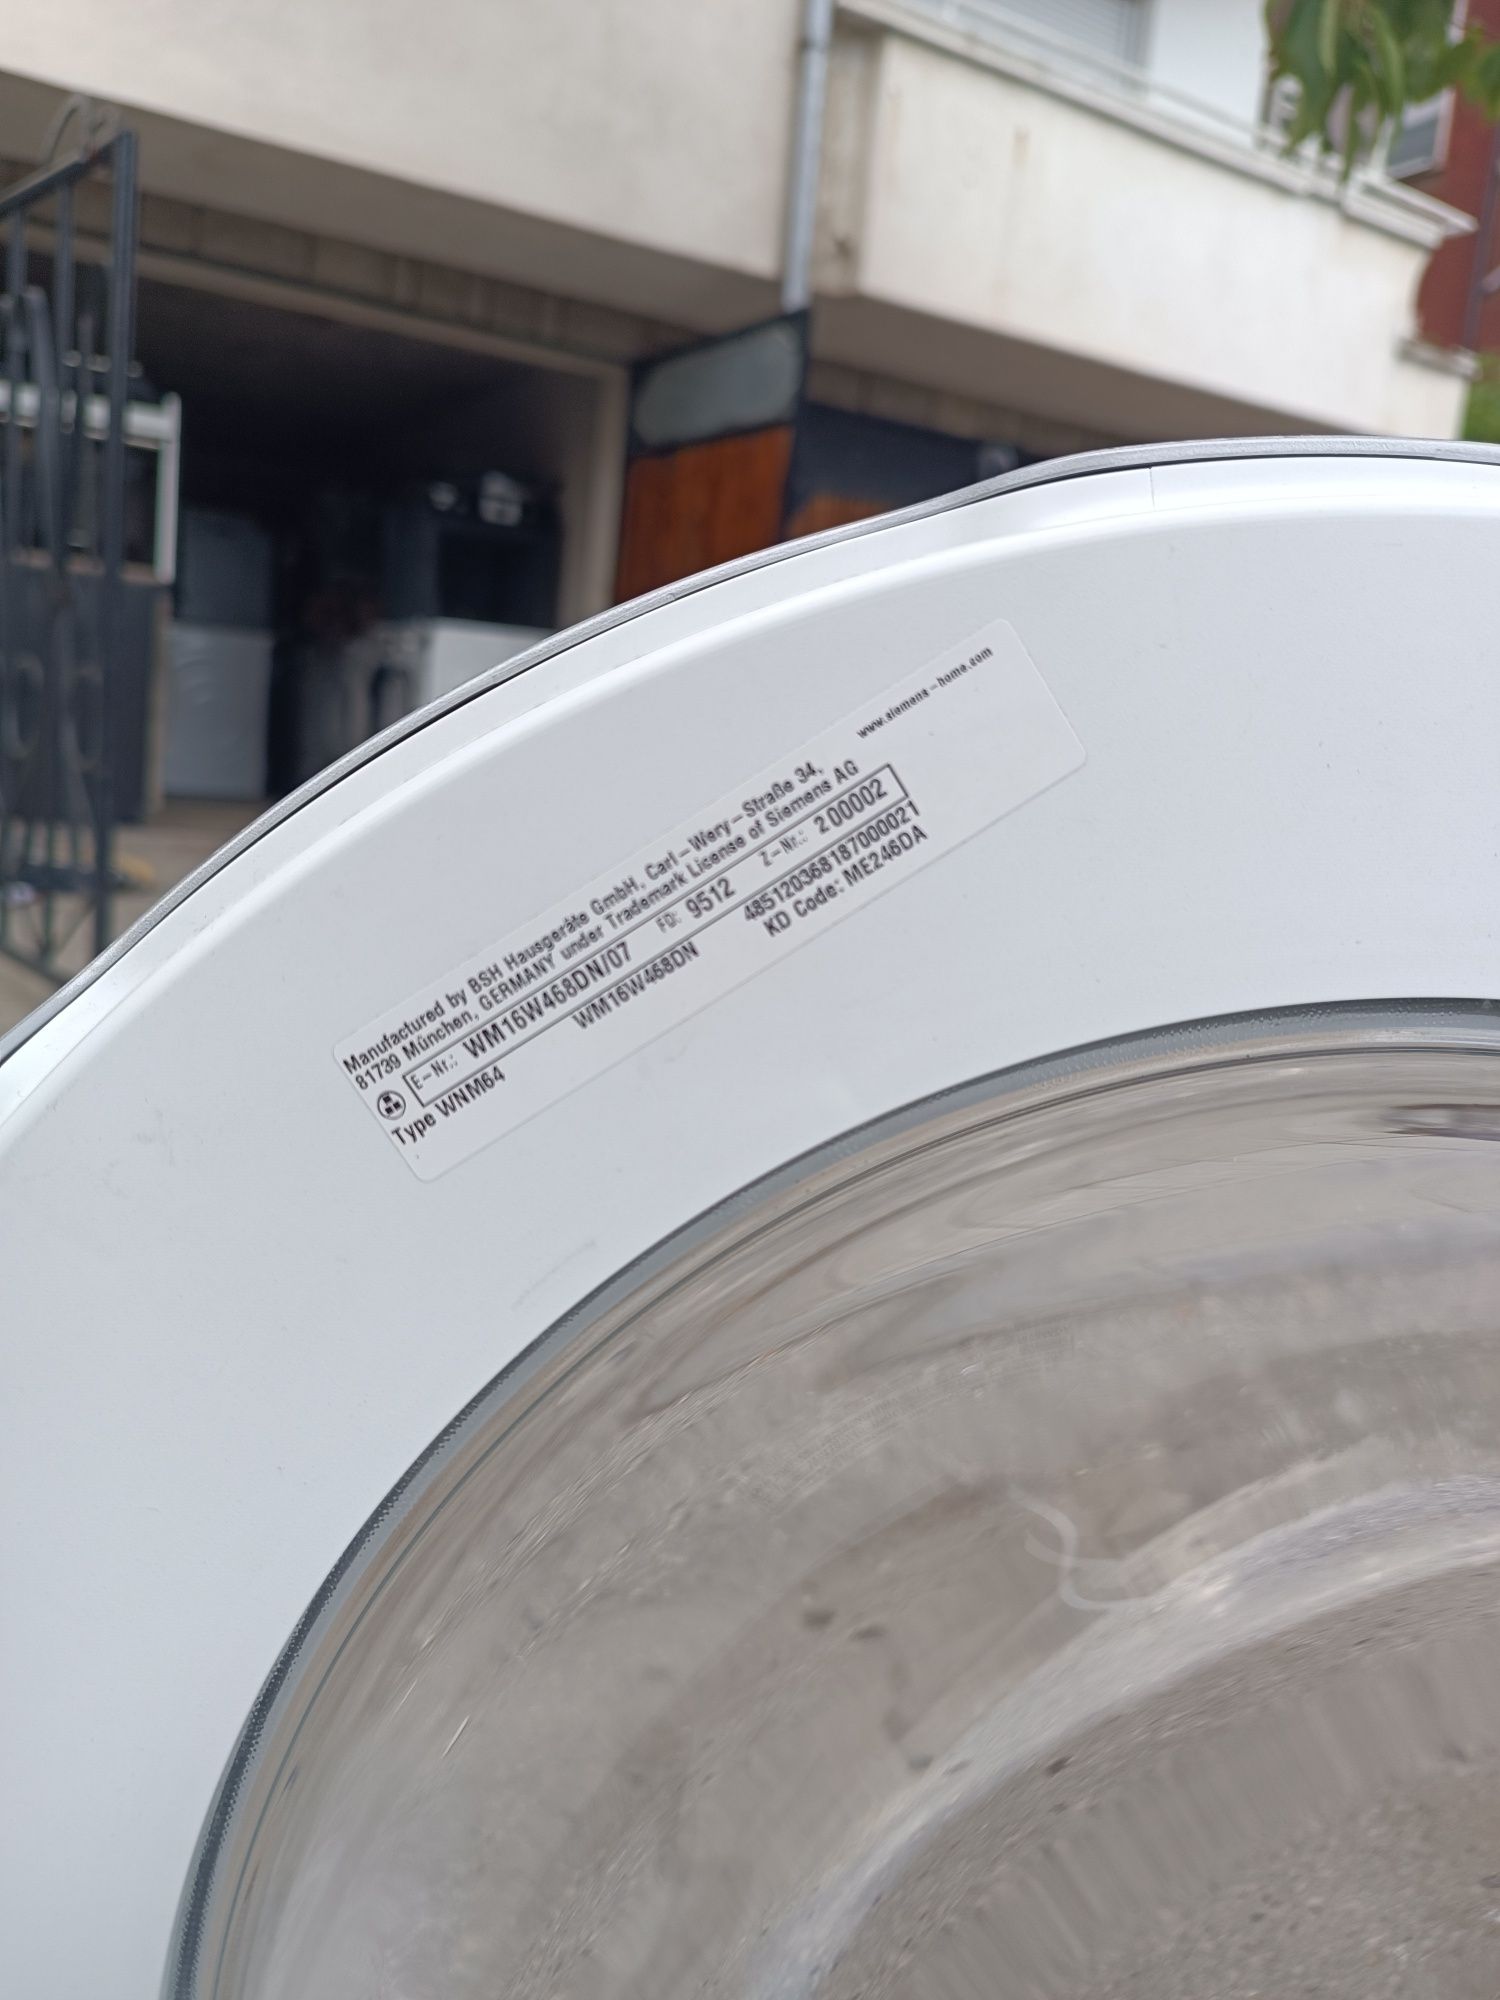 www.siemens-home.com
Manufactured by BSH Hausgeräte GmbH, Carl-Wery-Straße 34,
81739 München, GERMANY under Trademark License of Siemens AG
E-Nr.: WM16W468DN/07 FD: 9512 Z-Nr.: 200002
Type WNM64 WM16W468DN 485120368187000021
KD Code: ME246DA